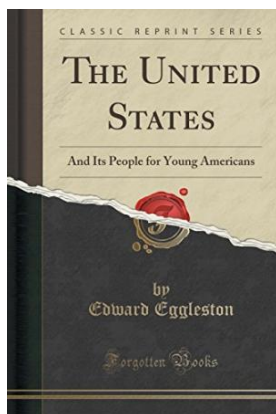 CLASSIC REPRINT SERIES
THE UNITED
STATES
And Its People for Young Americans
by
Edward Eggleston
Forgotten Books